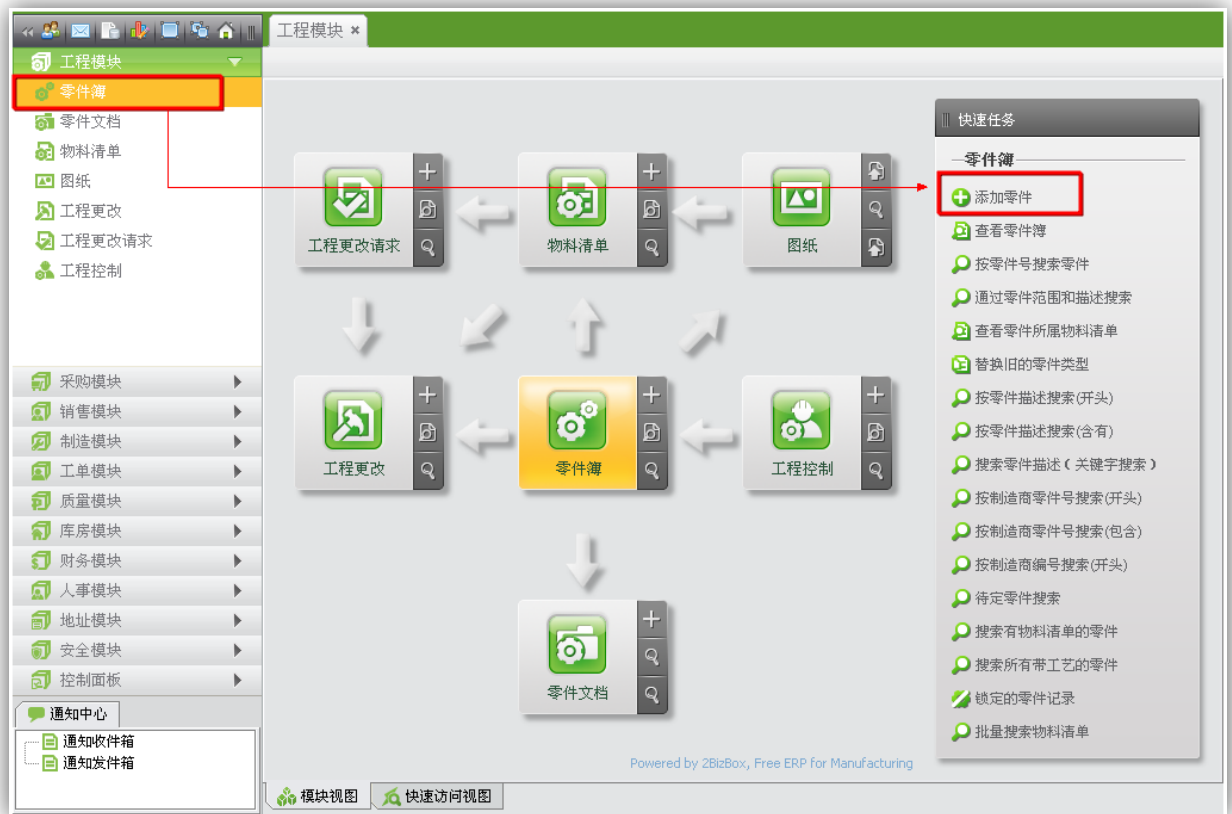 工程模块
工程模块
零件簿
零件文档
物料清单
图纸
工程更改
工程更改请求
工程控制
采购模块
销售模块
制造模块
工单模块
质量模块
库房模块
财务模块
人事模块
地址模块
安全模块
控制面板
通知中心
通知收件箱
通知发件箱
工程更改请求
物料清单
图纸
工程更改
零件簿
工程控制
零件文档
快速任务
零件簿
添加零件
查看零件簿
按零件号搜索零件
通过零件范围和描述搜索
查看零件所属物料清单
替换旧的零件类型
按零件描述搜索(开头)
按零件描述搜索(含有)
搜索零件描述(关键字搜索)
按制造商零件号搜索(开头)
按制造商零件号搜索(包含)
按制造商编号搜索(开头)
待定零件搜索
搜索有物料清单的零件
搜索所有带工艺的零件
锁定的零件记录
批量搜索物料清单
Powered by 2BizBox, Free ERP for Manufacturing
模块视图
快速访问视图